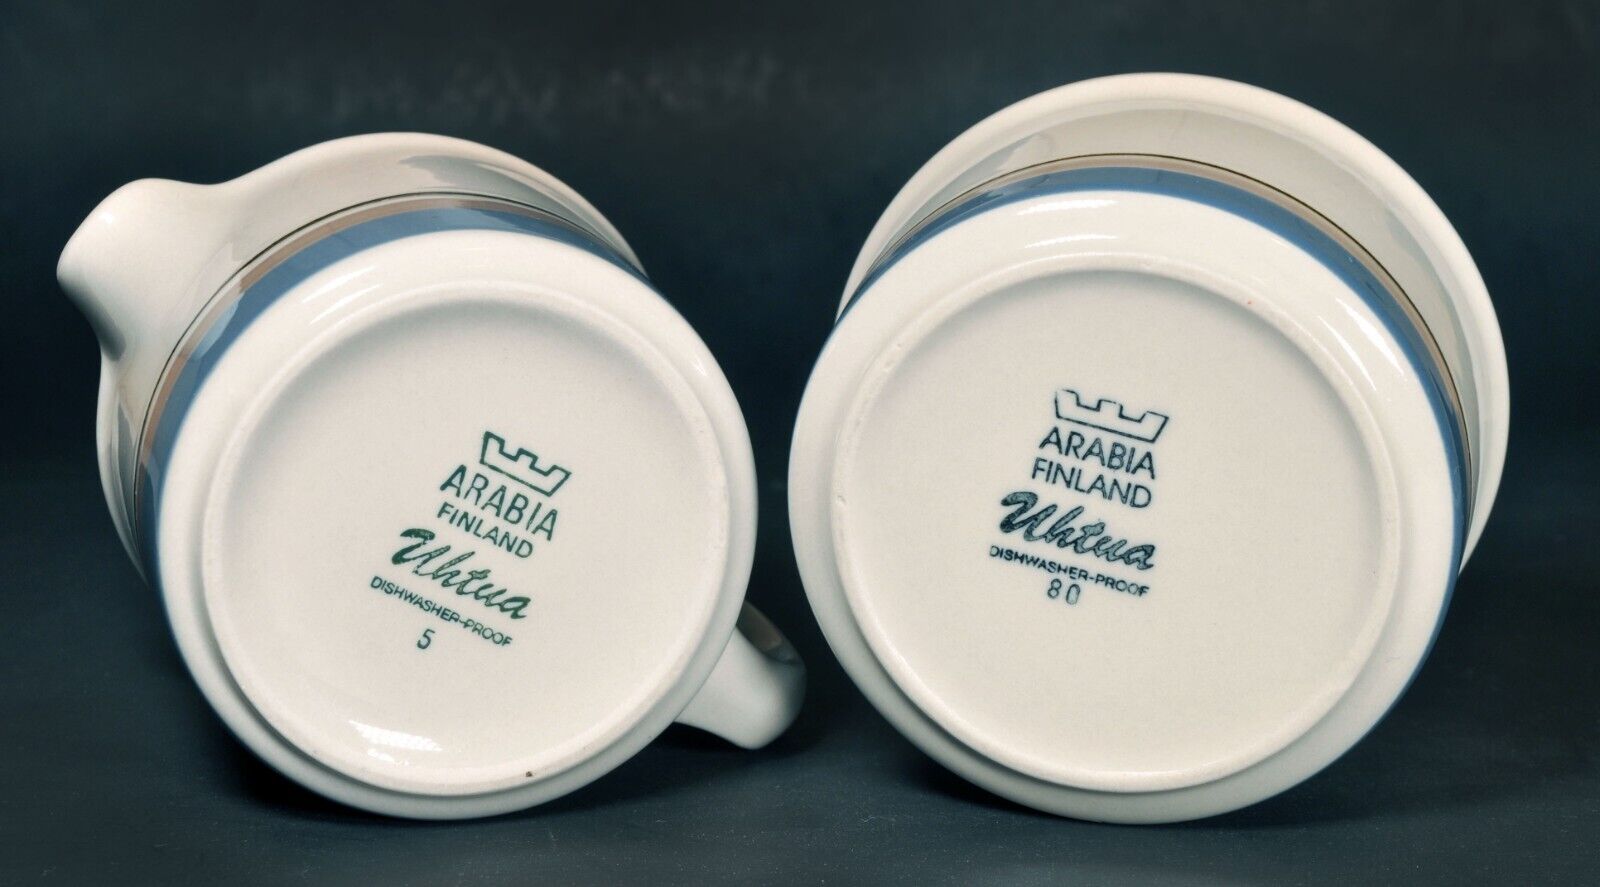 ARABIA
FINLAND
Uhtua
DISHWASHER-PROOF
5
ARABIA
FINLAND
Uhtua
DISHWASHER-PROOF
80